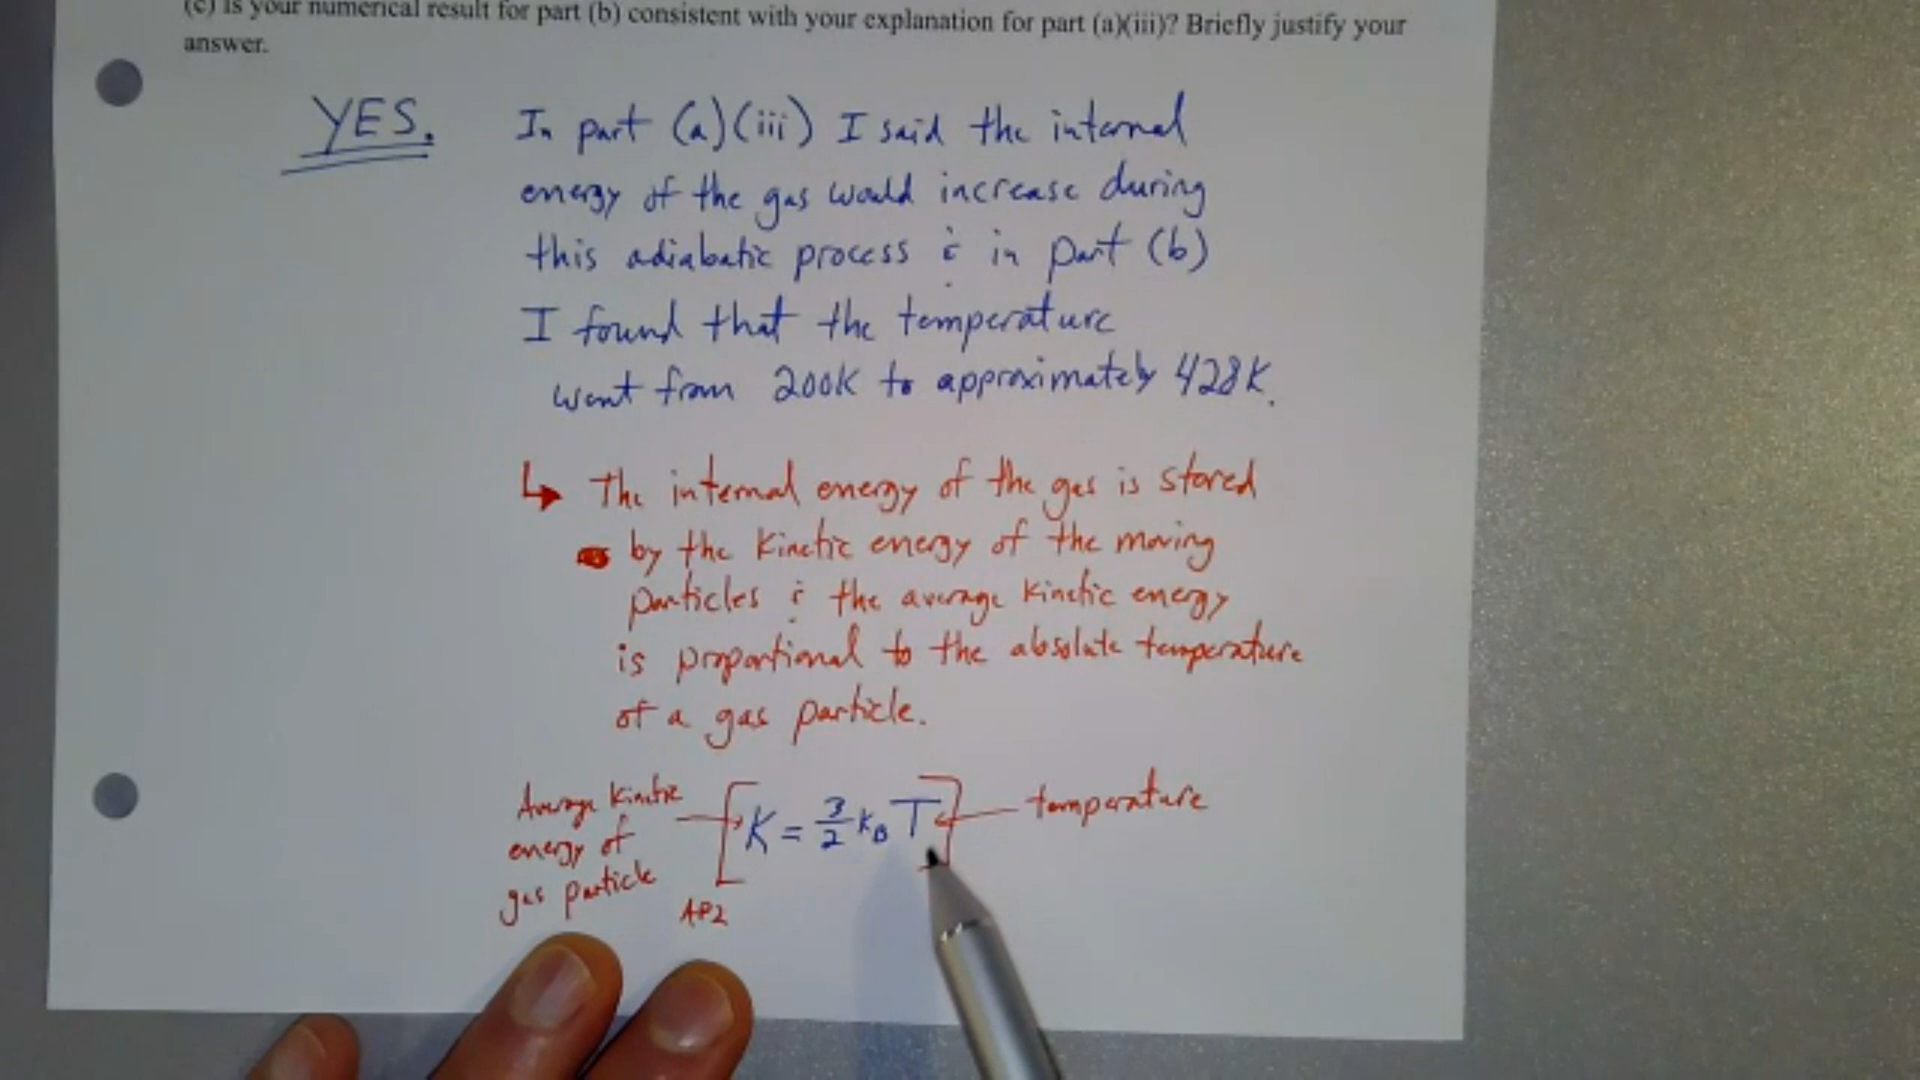 (c) Is your numerical result for part (b) consistent with your explanation for part (a)(iii)? Briefly justify your
answer.
YES.
In part (a)(iii) I said the internal
energy of the gas would increase during
this adiabatic process & in part (b)
I found that the temperature
went from 200K to approximately 428K.
↳ The internal energy of the gas is stored
by the kinetic energy of the moving
particles & the average kinetic energy
is proportional to the absolute temperature
of a gas particle.
Average kinetic
energy of
gas particle
[K = 3/2 k_B T]
temperature
AP2